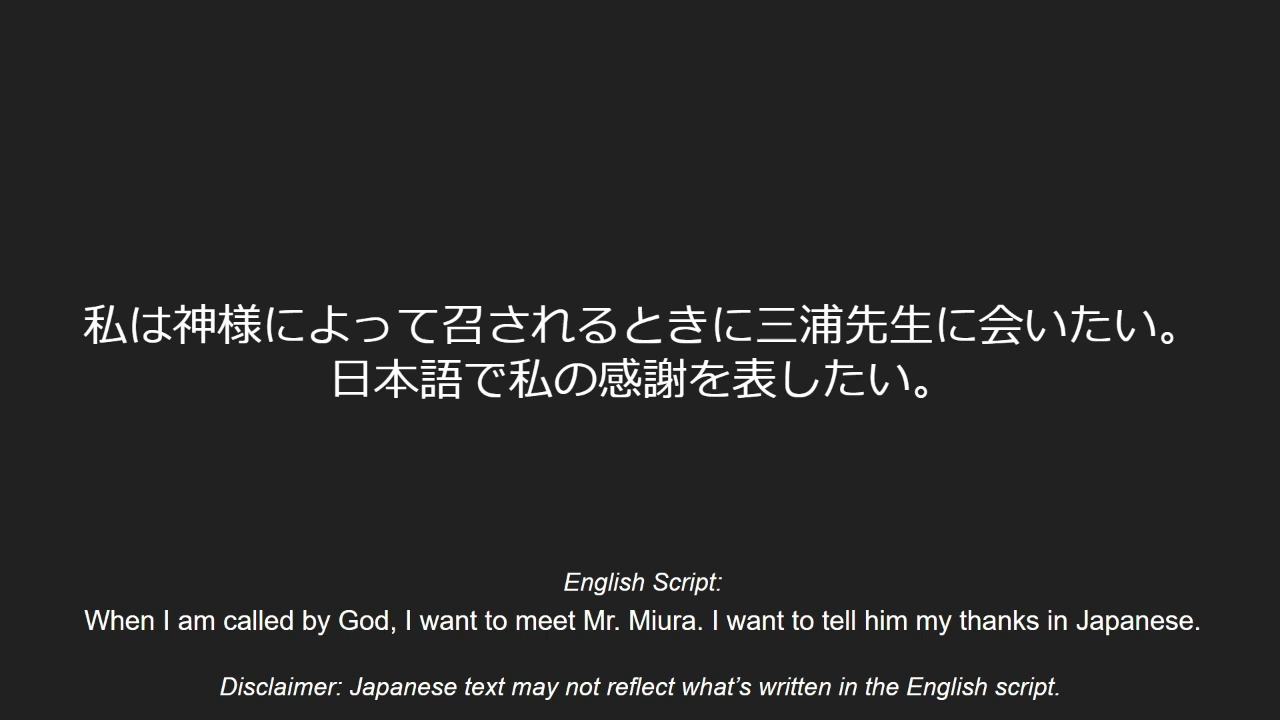 私は神様によって召されるときに三浦先生に会いたい。
日本語で私の感謝を表したい。
English Script:
When I am called by God, I want to meet Mr. Miura. I want to tell him my thanks in Japanese.
Disclaimer: Japanese text may not reflect what’s written in the English script.